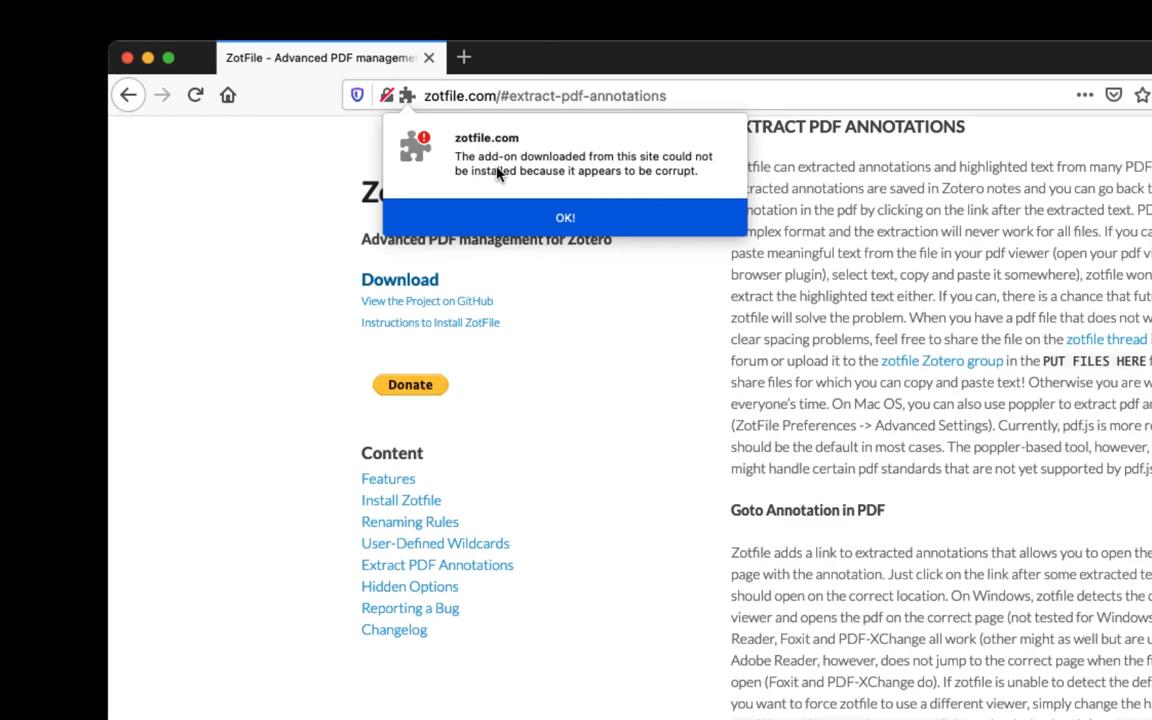 ZotFile - Advanced PDF manageme
zotfile.com/#extract-pdf-annotations
zotfile.com
The add-on downloaded from this site could not
be installed because it appears to be corrupt.
OK!
Advanced PDF management for Zotero
Download
View the Project on GitHub
Instructions to Install ZotFile
Donate
Content
Features
Install Zotfile
Renaming Rules
User-Defined Wildcards
Extract PDF Annotations
Hidden Options
Reporting a Bug
Changelog
XTRACT PDF ANNOTATIONS
tfile can extracted annotations and highlighted text from many PDF
tracted annotations are saved in Zotero notes and you can go back t
notation in the pdf by clicking on the link after the extracted text. PD
mplex format and the extraction will never work for all files. If you ca
paste meaningful text from the file in your pdf viewer (open your pdf vi
browser plugin), select text, copy and paste it somewhere), zotfile won
extract the highlighted text either. If you can, there is a chance that fut
zotfile will solve the problem. When you have a pdf file that does not w
clear spacing problems, feel free to share the file on the zotfile thread
forum or upload it to the zotfile Zotero group in the PUT FILES HERE f
share files for which you can copy and paste text! Otherwise you are w
everyone's time. On Mac OS, you can also use poppler to extract pdf a
(ZotFile Preferences -> Advanced Settings). Currently, pdf.js is more r
should be the default in most cases. The poppler-based tool, however,
might handle certain pdf standards that are not yet supported by pdf.js
Goto Annotation in PDF
Zotfile adds a link to extracted annotations that allows you to open the
page with the annotation. Just click on the link after some extracted te
should open on the correct location. On Windows, zotfile detects the d
viewer and opens the pdf on the correct page (not tested for Windows
Reader, Foxit and PDF-XChange all work (other might as well but are u
Adobe Reader, however, does not jump to the correct page when the fi
open (Foxit and PDF-XChange do). If zotfile is unable to detect the def
you want to force zotfile to use a different viewer, simply change the h